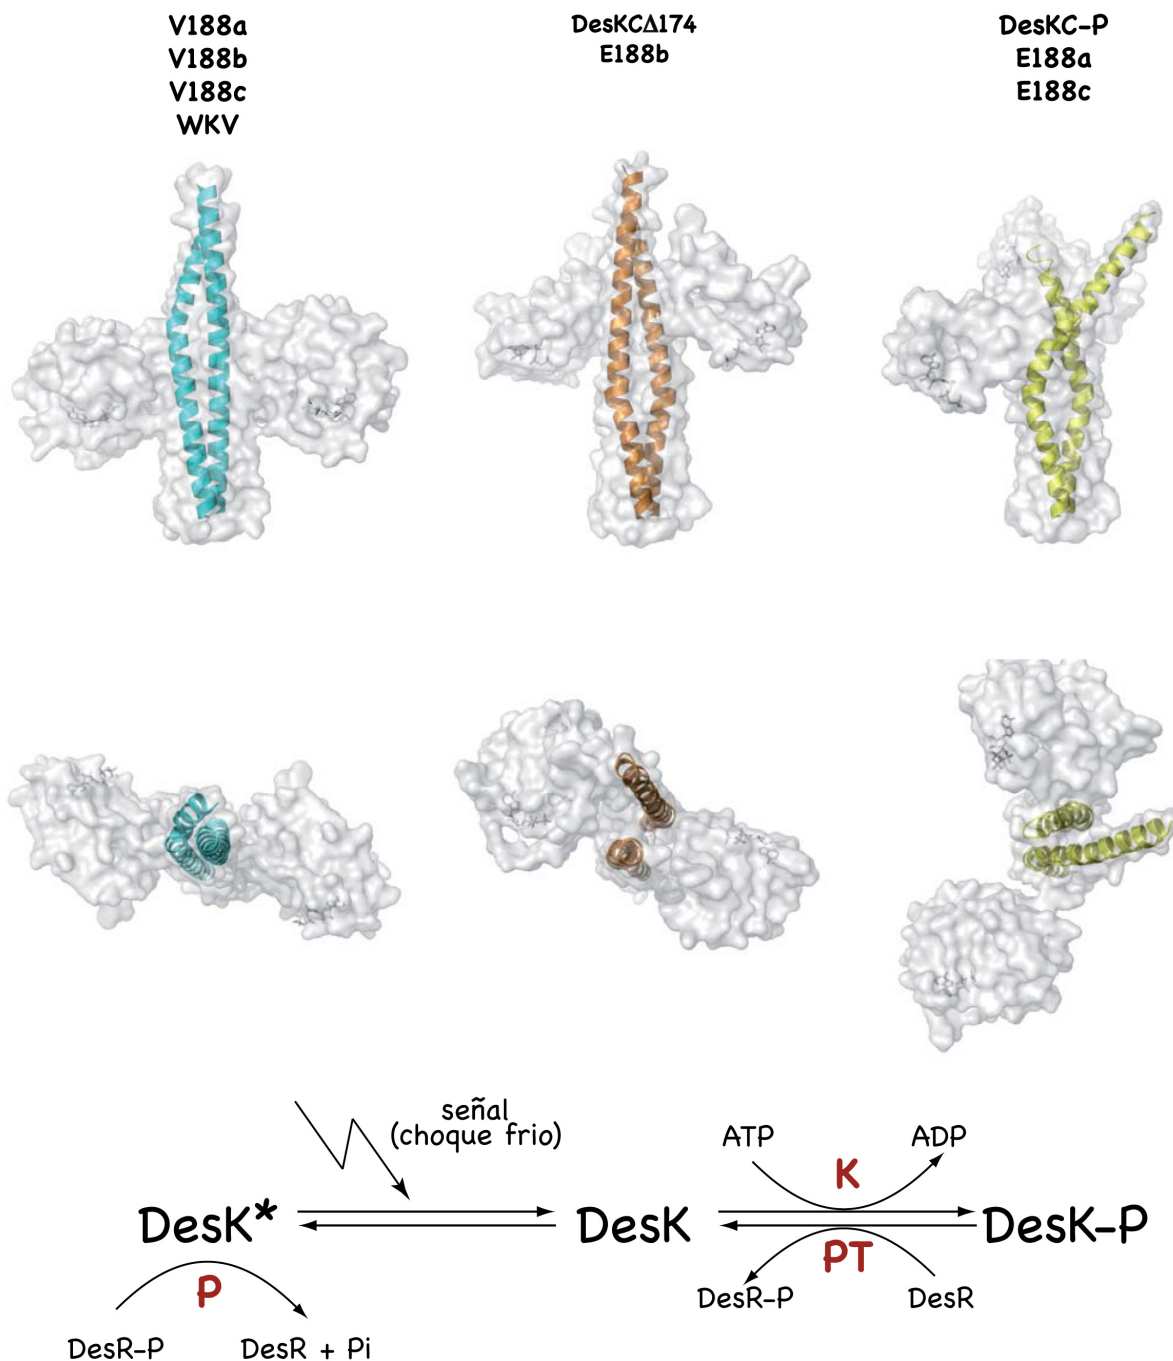 V188a
V188b
V188c
WKV
DesKCΔ174
E188b
DesKC-P
E188a
E188c
señal
(choque frio)
ATP
ADP
K
DesK*
DesK
DesK-P
P
PT
DesR-P
DesR
DesR-P
DesR + Pi